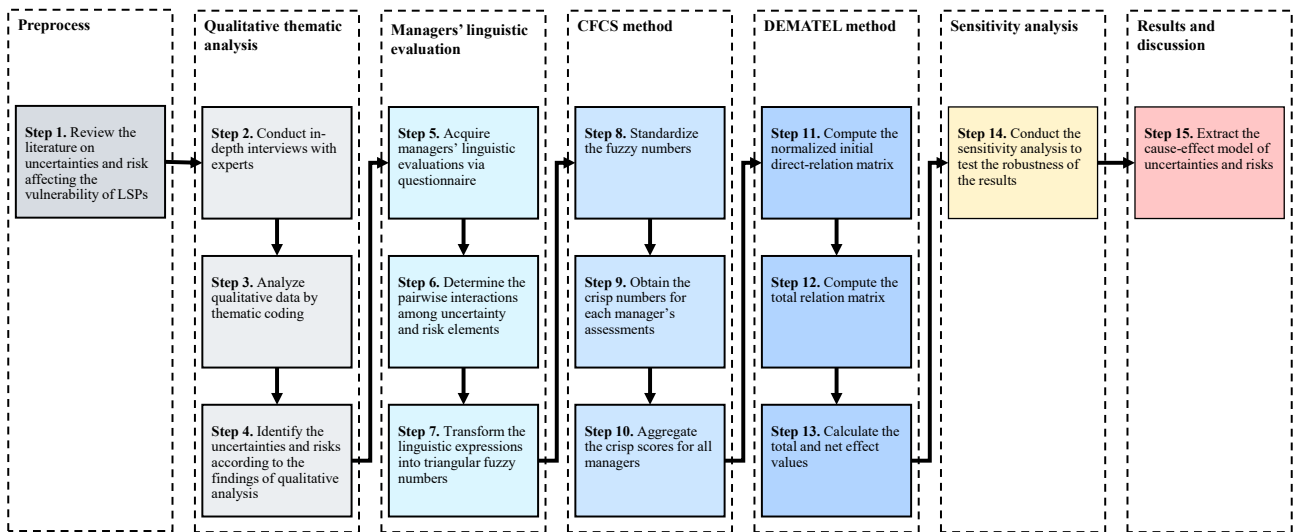 Preprocess
Step 1. Review the
literature on
uncertainties and risk
affecting the
vulnerability of LSPs
Qualitative thematic
analysis
Step 2. Conduct in-
depth interviews with
experts
Step 3. Analyze
qualitative data by
thematic coding
Step 4. Identify the
uncertainties and risks
according to the
findings of qualitative
analysis
Managers' linguistic
evaluation
Step 5. Acquire
managers' linguistic
evaluations via
questionnaire
Step 6. Determine the
pairwise interactions
among uncertainty
and risk elements
Step 7. Transform the
linguistic expressions
into triangular fuzzy
numbers
CFCS method
Step 8. Standardize
the fuzzy numbers
Step 9. Obtain the
crisp numbers for
each manager's
assessments
Step 10. Aggregate
the crisp scores for all
managers
DEMATEL method
Step 11. Compute the
normalized initial
direct-relation matrix
Step 12. Compute the
total relation matrix
Step 13. Calculate the
total and net effect
values
Sensitivity analysis
Step 14. Conduct the
sensitivity analysis to
test the robustness of
the results
Results and
discussion
Step 15. Extract the
cause-effect model of
uncertainties and risks